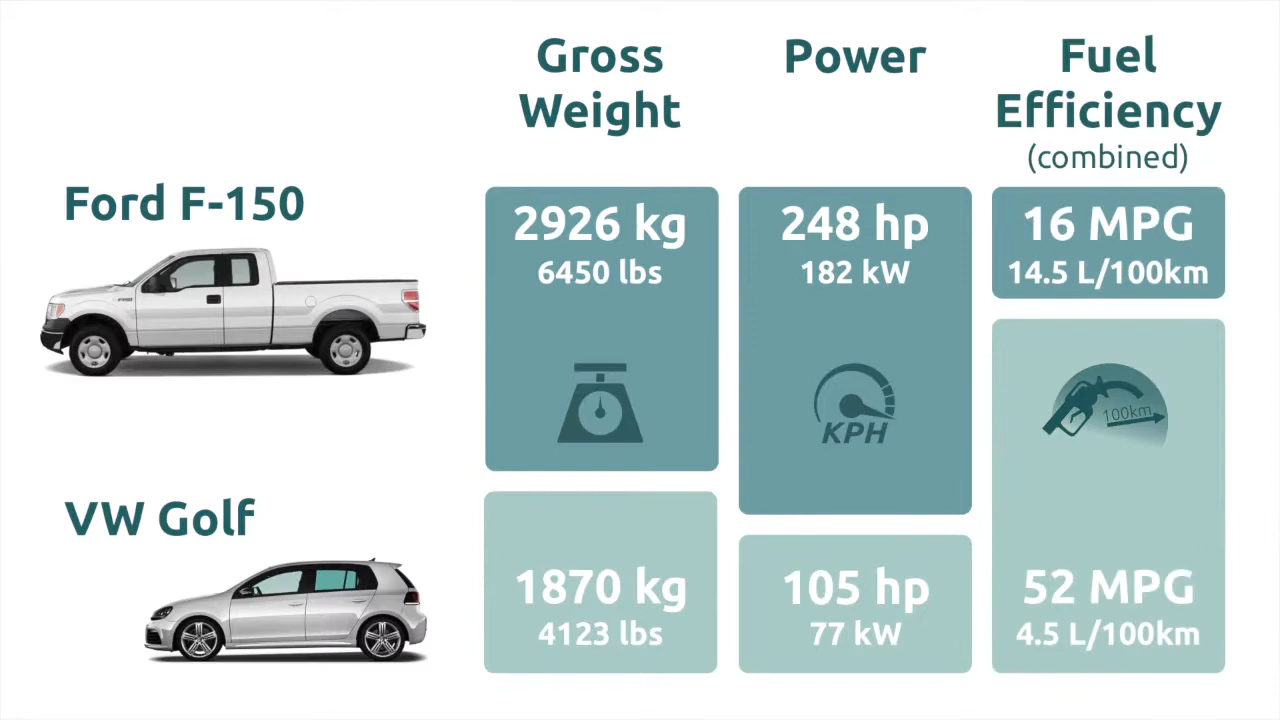 Gross
Weight
Power
Fuel
Efficiency
(combined)
Ford F-150
2926 kg
6450 lbs
248 hp
182 kW
16 MPG
14.5 L/100km
KPH
100km
VW Golf
1870 kg
4123 lbs
105 hp
77 kW
52 MPG
4.5 L/100km